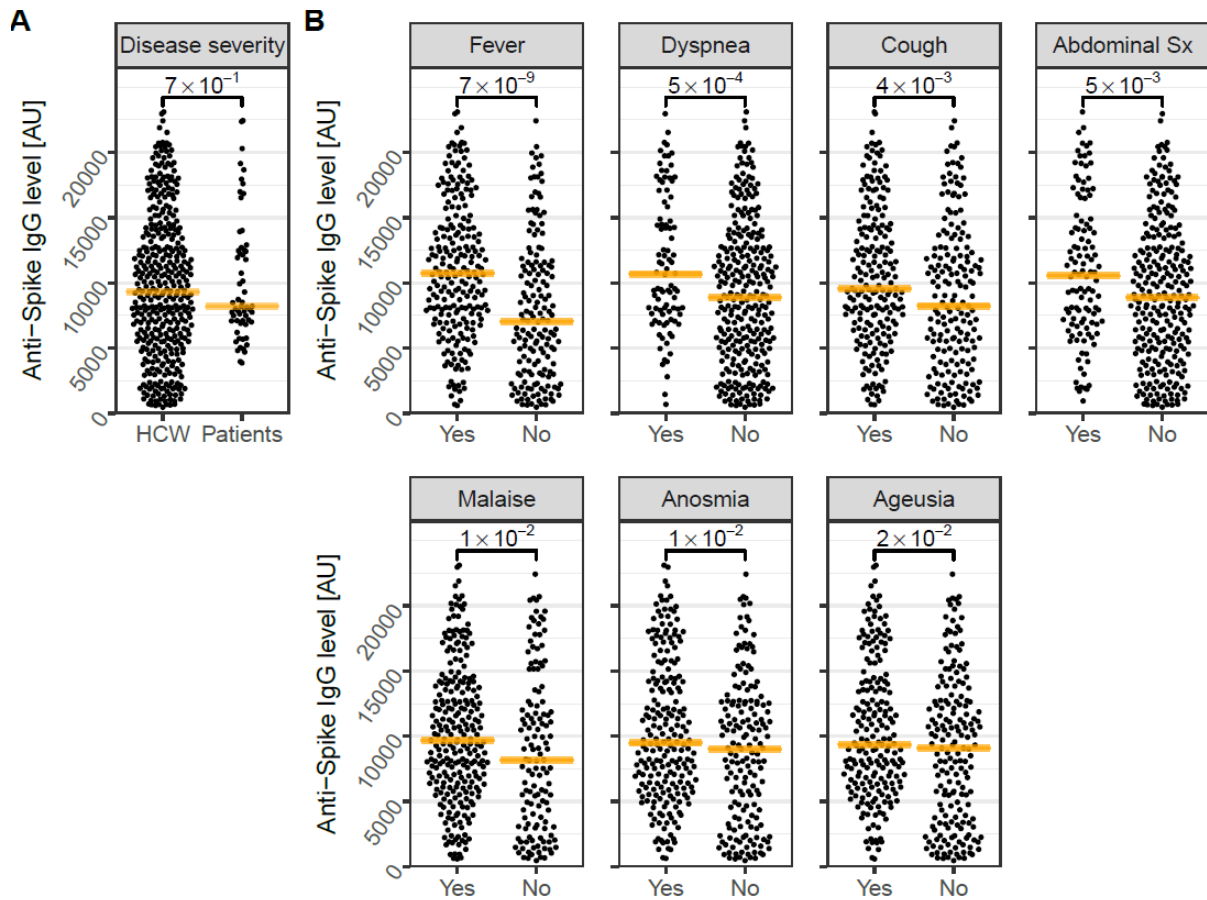 A
B
Disease severity
Fever
Dyspnea
Cough
Abdominal Sx
7 × 10⁻¹
7 × 10⁻⁹
5 × 10⁻⁴
4 × 10⁻³
5 × 10⁻³
Anti−Spike IgG level [AU]
20000
15000
10000
5000
0
Anti−Spike IgG level [AU]
20000
15000
10000
5000
0
HCW Patients
Yes No
Yes No
Yes No
Yes No
Malaise
Anosmia
Ageusia
1 × 10⁻²
1 × 10⁻²
2 × 10⁻²
Anti−Spike IgG level [AU]
20000
15000
10000
5000
0
Yes No
Yes No
Yes No